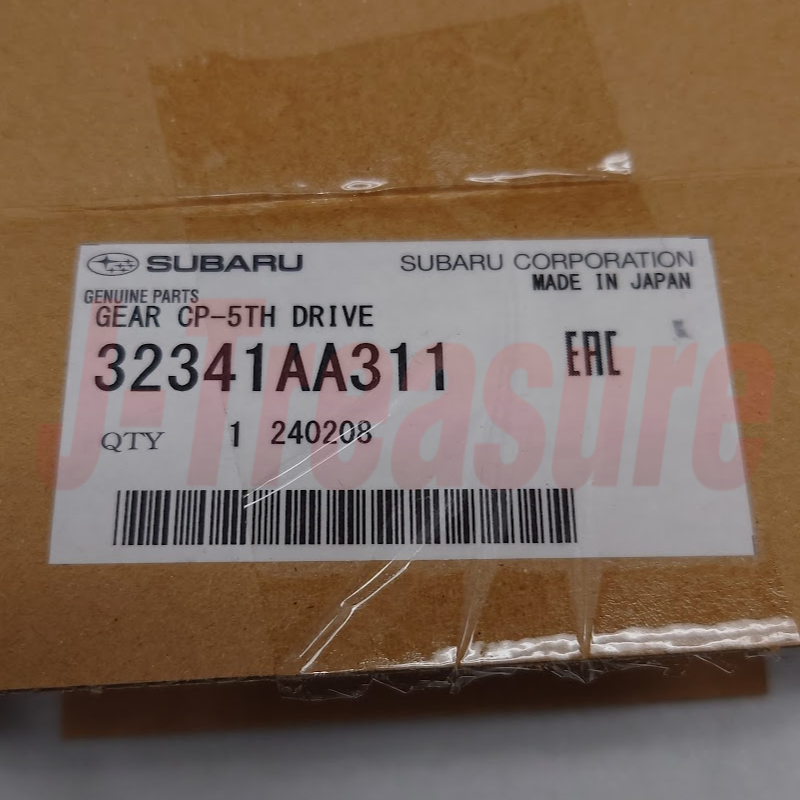 SUBARU SUBARU CORPORATION
GENUINE PARTS MADE IN JAPAN
GEAR CP-5TH DRIVE
32341AA311 EAC
QTY 1 240208
J-Treasure